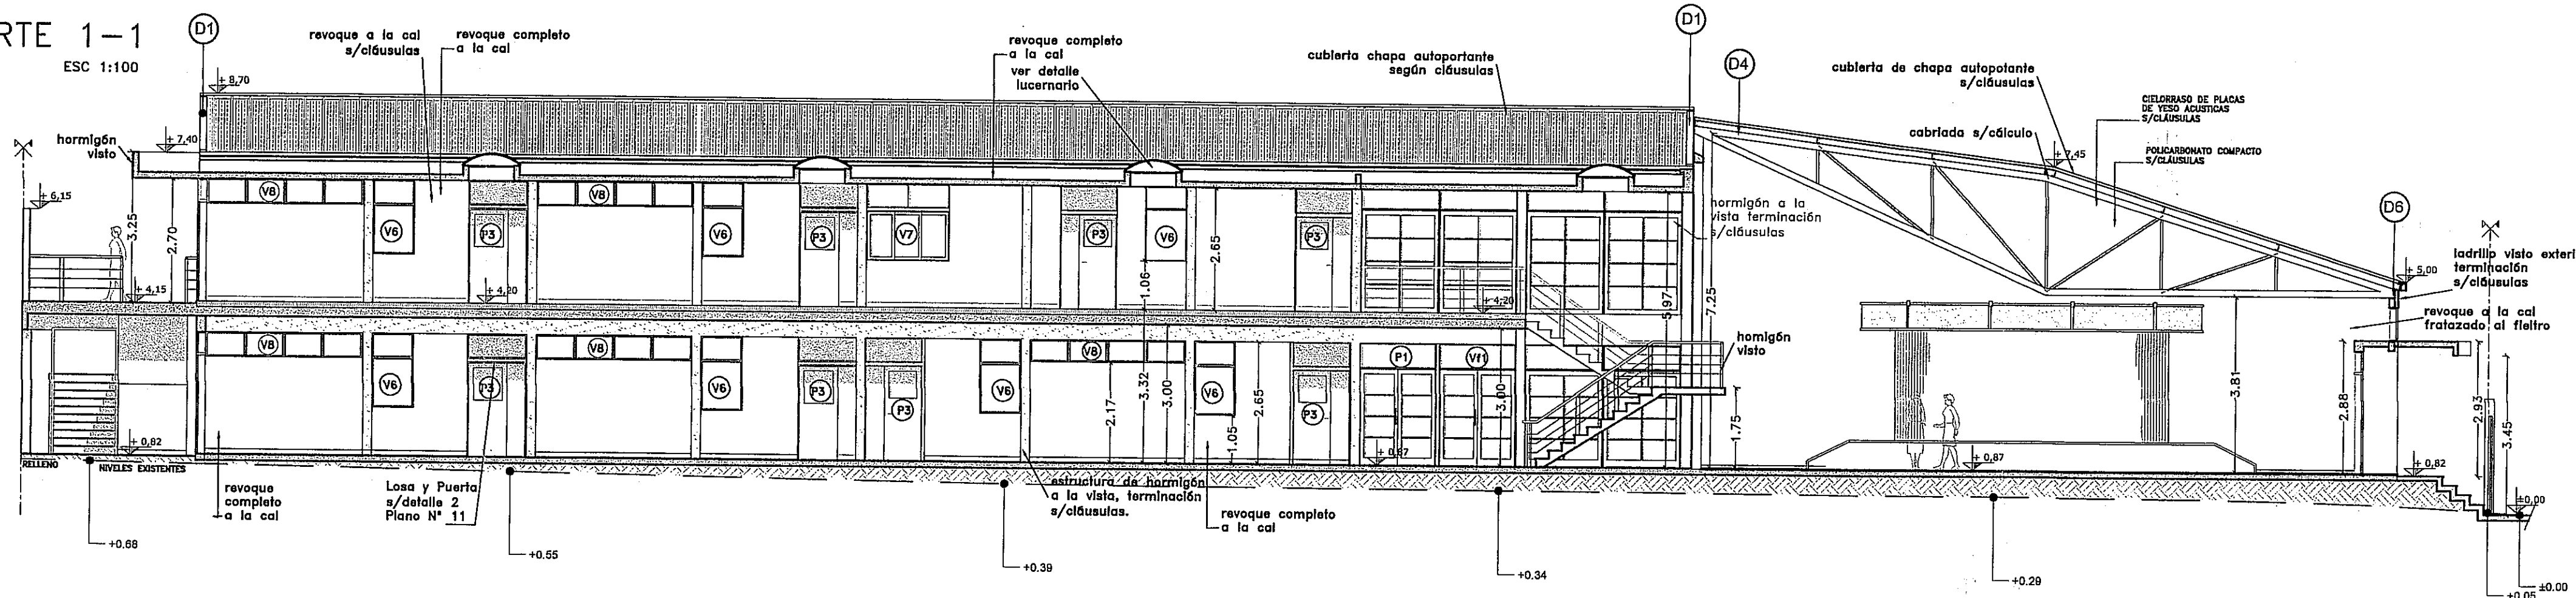 RTE 1-1
ESC 1:100
D1
+ 8,70
revoque a la cal
s/cláusulas
revoque completo
a la cal
revoque completo
a la cal
ver detalle
lucernario
cubierta chapa autoportante
según cláusulas
D1
D4
cubierta de chapa autopotante
s/cláusulas
CIELORRASO DE PLACAS
DE YESO ACUSTICAS
S/CLÁUSULAS
cabriada s/cálculo
POLICARBONATO COMPACTO
S/CLÁUSULAS
hormigón
visto
+ 7,40
+ 7,45
+ 6,15
3.25
2.70
V8
V6
P3
V8
V6
P3
V7
P3
V6
2.65
1.06
P3
hormigón a la
vista terminación
s/cláusulas
5.97
7.25
D6
ladrillo visto exteri
terminación
s/cláusulas
+ 5,00
revoque a la cal
fratazado al fieltro
+ 4,15
+ 4,20
+ 4,20
homigón
visto
V8
V6
P3
V8
V6
P3
P3
V6
V8
V6
P3
P1
Vf1
2.17
3.32
3.00
1.05
2.65
3.00
1.75
3.81
2.88
2.93
3.45
+ 0,82
+ 0,87
+ 0,87
+ 0,82
±0,00
RELLENO
NIVELES EXISTENTES
revoque
completo
a la cal
Losa y Puerta
s/detalle 2
Plano N° 11
estructura de hormigón
a la vista, terminación
s/cláusulas.
revoque completo
a la cal
+0.68
+0.55
+0.39
+0.34
+0.29
+0.05
±0.00